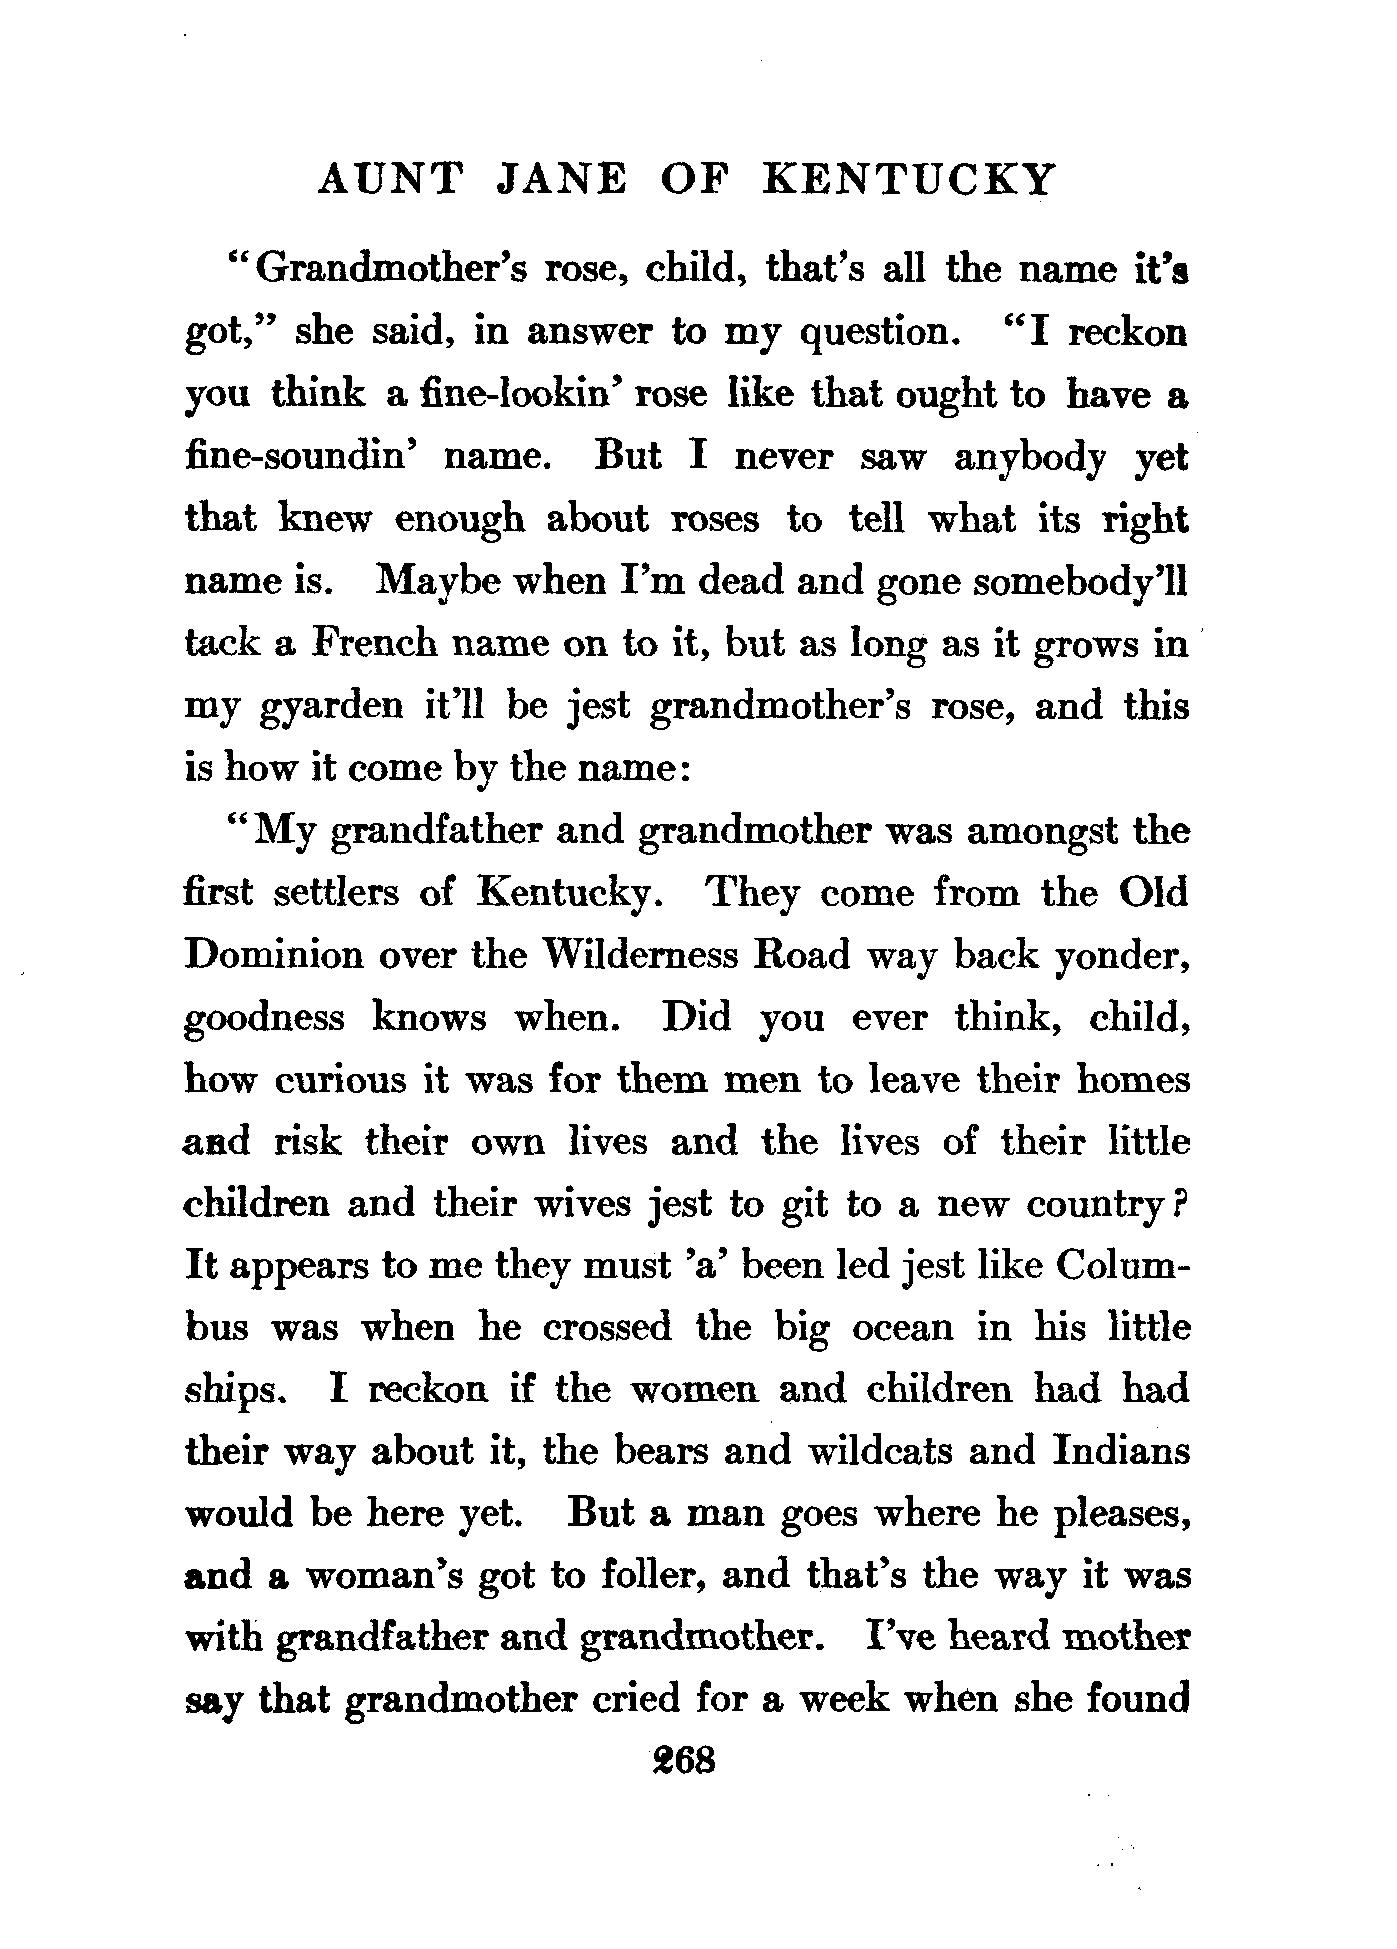 AUNT JANE OF KENTUCKY
"Grandmother's rose, child, that's all the name it's
got," she said, in answer to my question. "I reckon
you think a fine-lookin' rose like that ought to have a
fine-soundin' name. But I never saw anybody yet
that knew enough about roses to tell what its right
name is. Maybe when I'm dead and gone somebody'll
tack a French name on to it, but as long as it grows in
my gyarden it'll be jest grandmother's rose, and this
is how it come by the name:
"My grandfather and grandmother was amongst the
first settlers of Kentucky. They come from the Old
Dominion over the Wilderness Road way back yonder,
goodness knows when. Did you ever think, child,
how curious it was for them men to leave their homes
and risk their own lives and the lives of their little
children and their wives jest to git to a new country?
It appears to me they must 'a' been led jest like Colum-
bus was when he crossed the big ocean in his little
ships. I reckon if the women and children had had
their way about it, the bears and wildcats and Indians
would be here yet. But a man goes where he pleases,
and a woman's got to foller, and that's the way it was
with grandfather and grandmother. I've heard mother
say that grandmother cried for a week when she found
268